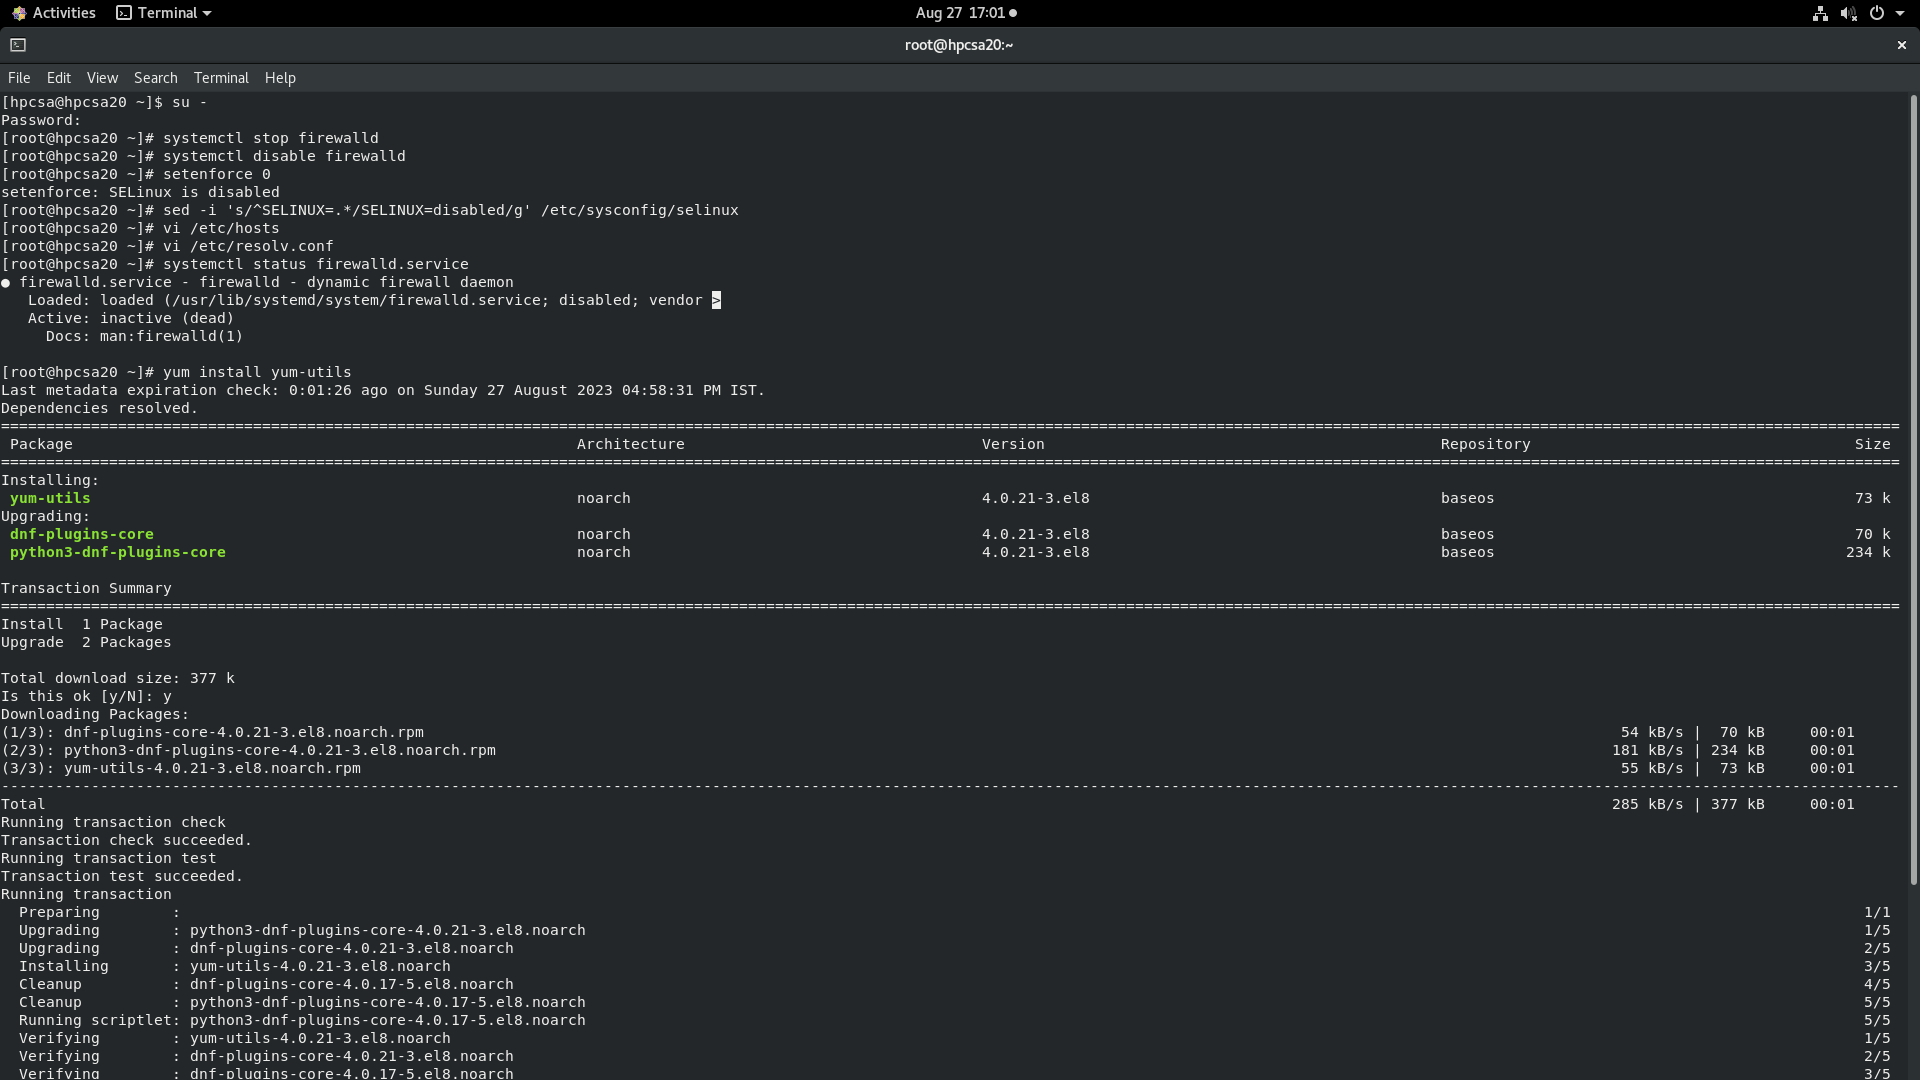 Activities Terminal Aug 27 17:01
root@hpcsa20:~
File Edit View Search Terminal Help
[hpcsa@hpcsa20 ~]$ su -
Password:
[root@hpcsa20 ~]# systemctl stop firewalld
[root@hpcsa20 ~]# systemctl disable firewalld
[root@hpcsa20 ~]# setenforce 0
setenforce: SELinux is disabled
[root@hpcsa20 ~]# sed -i 's/^SELINUX=.*/SELINUX=disabled/g' /etc/sysconfig/selinux
[root@hpcsa20 ~]# vi /etc/hosts
[root@hpcsa20 ~]# vi /etc/resolv.conf
[root@hpcsa20 ~]# systemctl status firewalld.service
● firewalld.service - firewalld - dynamic firewall daemon
   Loaded: loaded (/usr/lib/systemd/system/firewalld.service; disabled; vendor >
   Active: inactive (dead)
     Docs: man:firewalld(1)
[root@hpcsa20 ~]# yum install yum-utils
Last metadata expiration check: 0:01:26 ago on Sunday 27 August 2023 04:58:31 PM IST.
Dependencies resolved.
 Package Architecture Version Repository Size
Installing:
 yum-utils noarch 4.0.21-3.el8 baseos 73 k
Upgrading:
 dnf-plugins-core noarch 4.0.21-3.el8 baseos 70 k
 python3-dnf-plugins-core noarch 4.0.21-3.el8 baseos 234 k
Transaction Summary
Install  1 Package
Upgrade  2 Packages
Total download size: 377 k
Is this ok [y/N]: y
Downloading Packages:
(1/3): dnf-plugins-core-4.0.21-3.el8.noarch.rpm 54 kB/s |  70 kB 00:01
(2/3): python3-dnf-plugins-core-4.0.21-3.el8.noarch.rpm 181 kB/s | 234 kB 00:01
(3/3): yum-utils-4.0.21-3.el8.noarch.rpm 55 kB/s |  73 kB 00:01
Total 285 kB/s | 377 kB 00:01
Running transaction check
Transaction check succeeded.
Running transaction test
Transaction test succeeded.
Running transaction
  Preparing        : 1/1
  Upgrading        : python3-dnf-plugins-core-4.0.21-3.el8.noarch 1/5
  Upgrading        : dnf-plugins-core-4.0.21-3.el8.noarch 2/5
  Installing       : yum-utils-4.0.21-3.el8.noarch 3/5
  Cleanup          : dnf-plugins-core-4.0.17-5.el8.noarch 4/5
  Cleanup          : python3-dnf-plugins-core-4.0.17-5.el8.noarch 5/5
  Running scriptlet: python3-dnf-plugins-core-4.0.17-5.el8.noarch 5/5
  Verifying        : yum-utils-4.0.21-3.el8.noarch 1/5
  Verifying        : dnf-plugins-core-4.0.21-3.el8.noarch 2/5
  Verifying        : dnf-plugins-core-4.0.17-5.el8.noarch 3/5